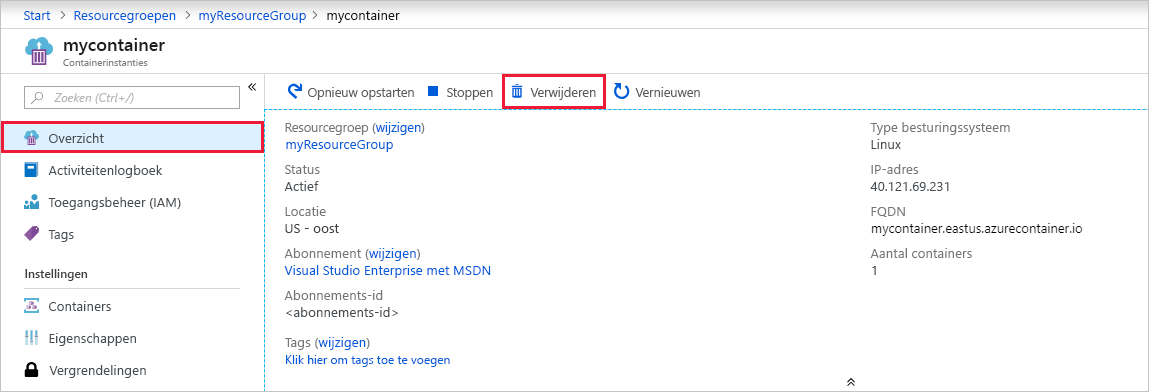 Start > Resourcegroepen > myResourceGroup > mycontainer
mycontainer
Containerinstanties
Zoeken (Ctrl+/)
Overzicht
Activiteitenlogboek
Toegangsbeheer (IAM)
Tags
Instellingen
Containers
Eigenschappen
Vergrendelingen
Opnieuw opstarten Stoppen Verwijderen Vernieuwen
Resourcegroep (wijzigen)
myResourceGroup
Status
Actief
Locatie
US - oost
Abonnement (wijzigen)
Visual Studio Enterprise met MSDN
Abonnements-id
<abonnements-id>
Tags (wijzigen)
Klik hier om tags toe te voegen
Type besturingssysteem
Linux
IP-adres
40.121.69.231
FQDN
mycontainer.eastus.azurecontainer.io
Aantal containers
1